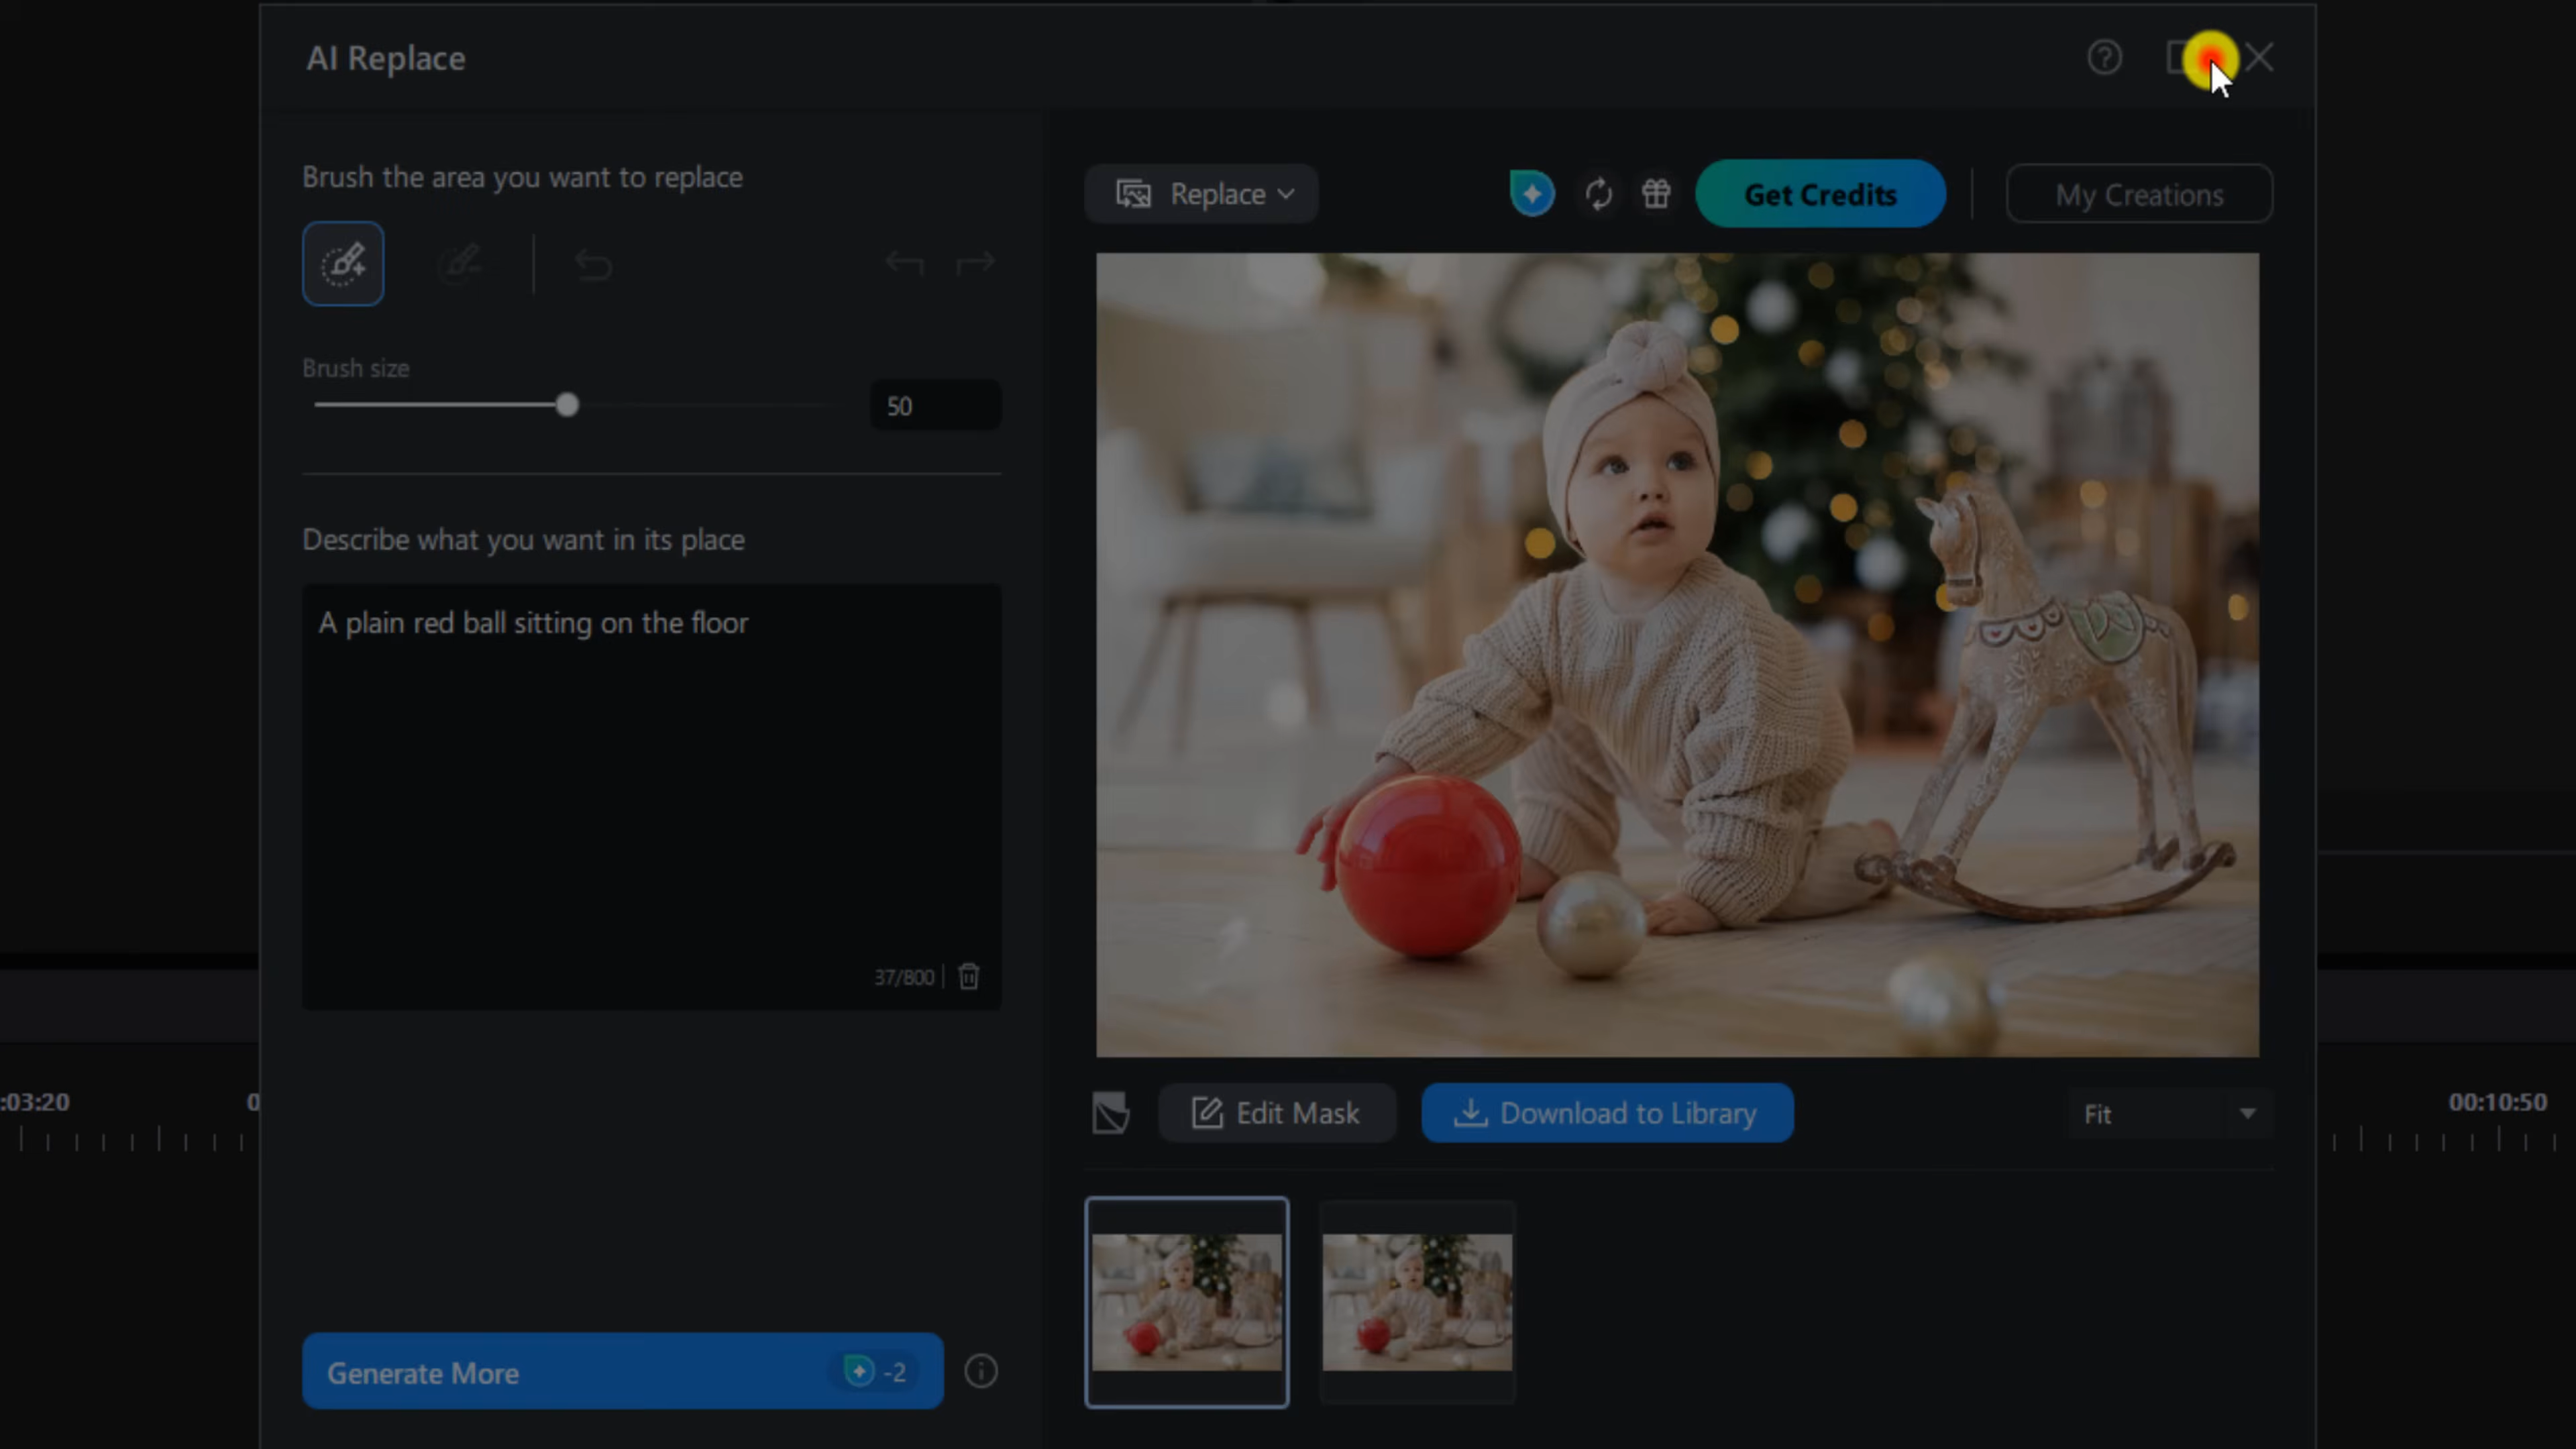 AI Replace
Brush the area you want to replace
Replace
Get Credits
My Creations
Brush size
50
Describe what you want in its place
A plain red ball sitting on the floor
37/800
:03:20
0
Edit Mask
Download to Library
Fit
00:10:50
Generate More
-2